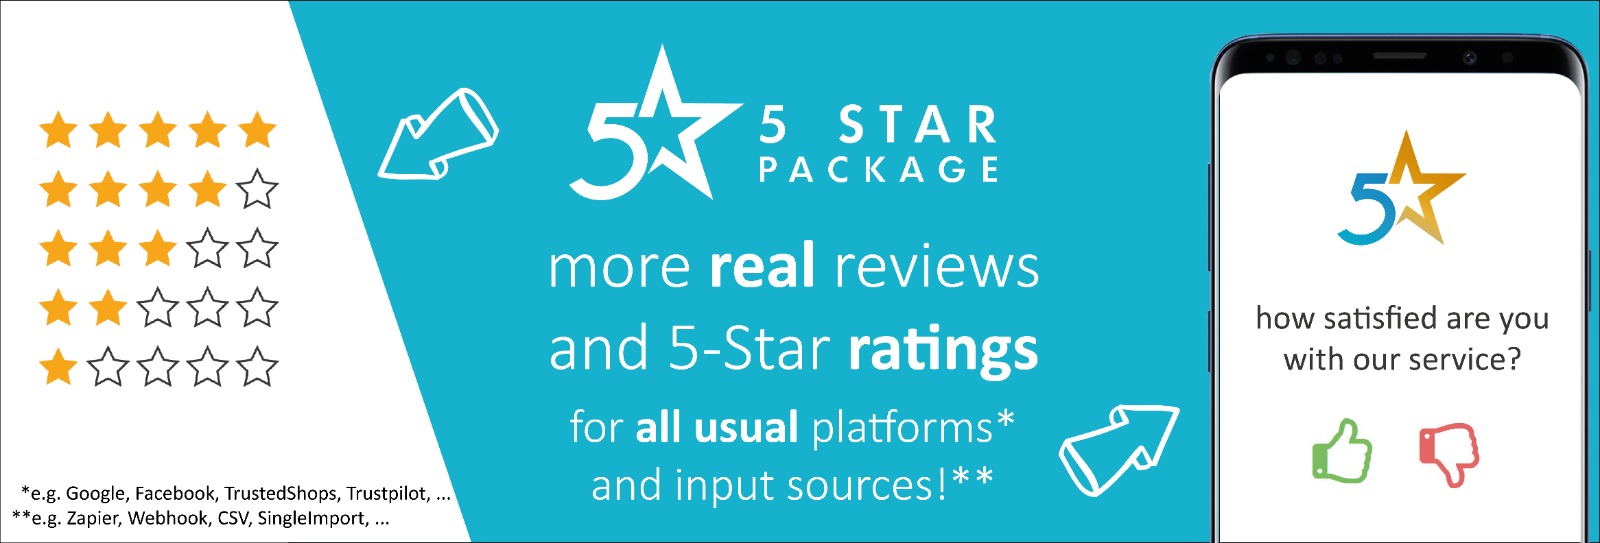 5 5 STAR
PACKAGE
more real reviews
and 5-Star ratings
for all usual platforms*
and input sources!**
*e.g. Google, Facebook, TrustedShops, Trustpilot, ...
**e.g. Zapier, Webhook, CSV, SingleImport, ...
5
how satisfied are you
with our service?